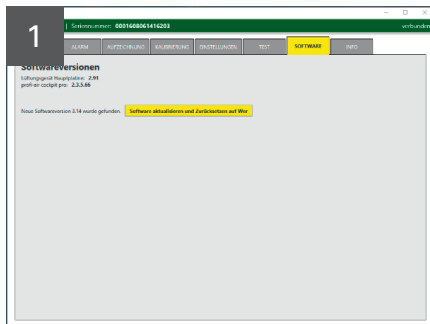 1
| Seriennummer: 0001608061416203 verbunden
ALARM AUFZEICHNUNG KALIBRIERUNG EINSTELLUNGEN TEST SOFTWARE INFO
Softwareversionen
Lüftungsgerät Hauptplatine: 2.91
profi-air cockpit pro: 2.3.5.66
Neue Softwareversion 3.14 wurde gefunden. Software aktualisieren und Zurücksetzen auf Wer